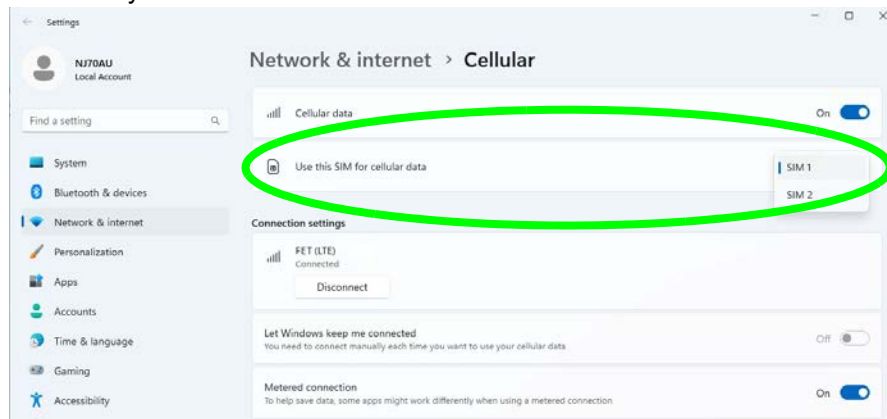 Settings
NJ70AU
Local Account
Find a setting
System
Bluetooth & devices
Network & internet
Personalization
Apps
Accounts
Time & language
Gaming
Accessibility
Network & internet > Cellular
Cellular data
On
Use this SIM for cellular data
SIM 1
SIM 2
Connection settings
FET (LTE)
Connected
Disconnect
Let Windows keep me connected
Off
You need to connect manually each time you want to use your cellular data
Metered connection
On
To help save data, some apps might work differently when using a metered connection